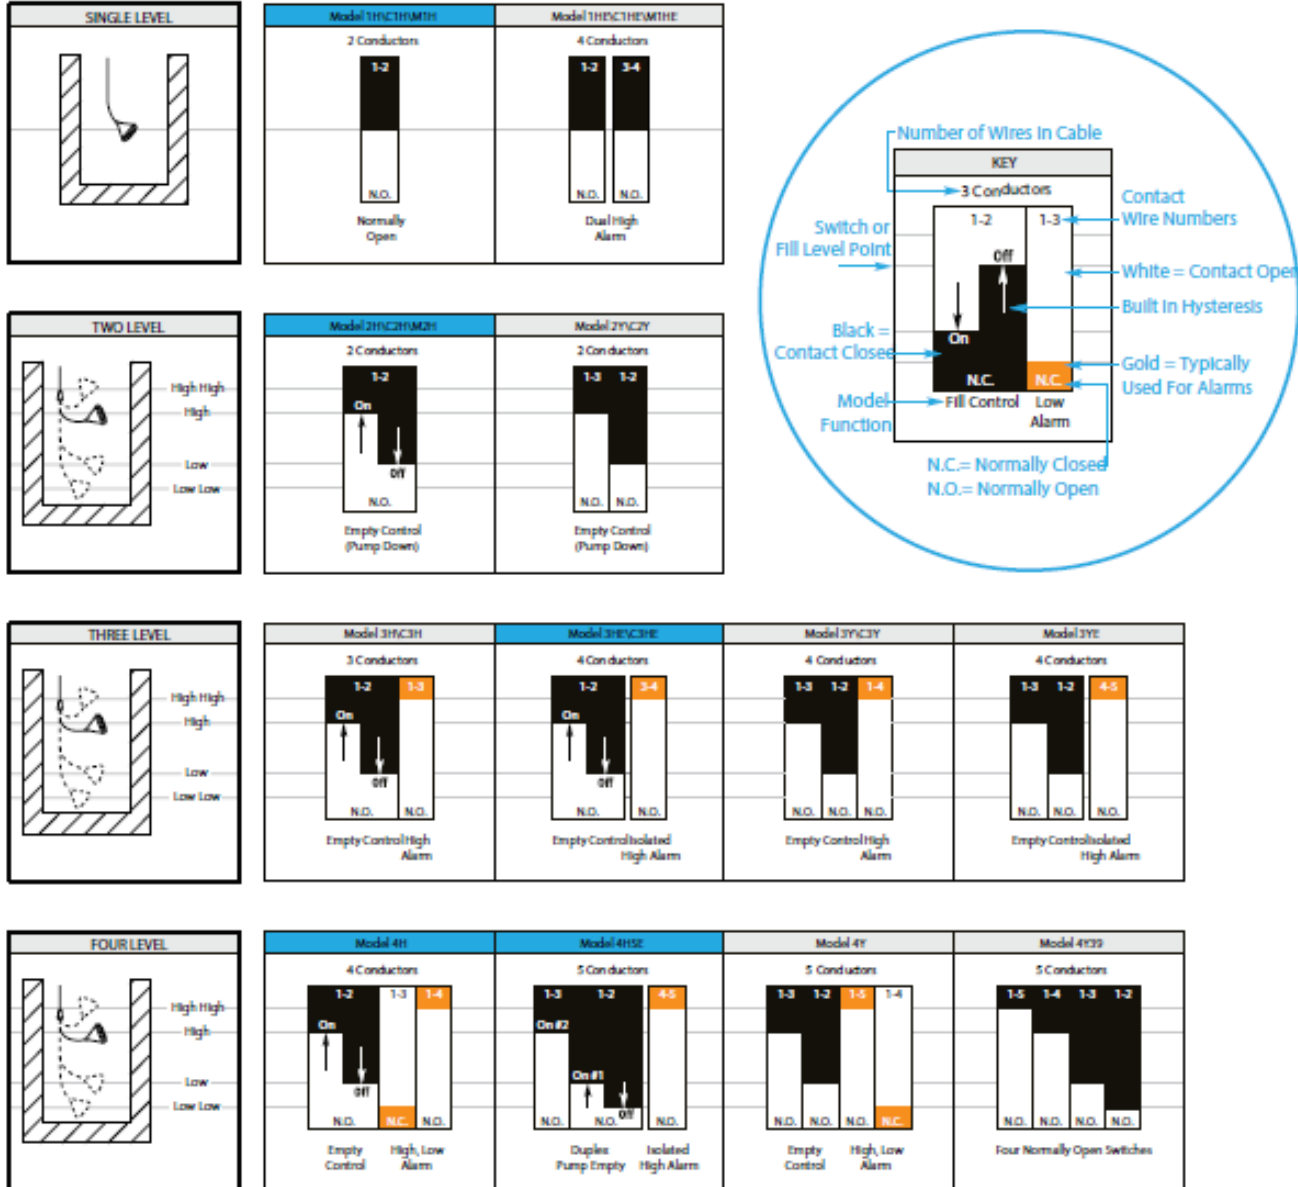 SINGLE LEVEL
Model 1H\C1H\M1H
Model 1HE\C1HE\M1HE
2 Conductors
4 Conductors
1-2
1-2
3-4
N.O.
N.O.
N.O.
Normally
Open
Dual High
Alarm
Number of Wires In Cable
KEY
3 Conductors
1-2
1-3
Contact
Wire Numbers
Switch or
Fill Level Point
Off
White = Contact Open
Built In Hysteresis
Black =
Contact Closed
On
Gold = Typically
Used For Alarms
N.C.
N.C.
Model
Function
Fill Control
Low
Alarm
N.C.= Normally Closed
N.O.= Normally Open
TWO LEVEL
High High
High
Low
Low Low
Model 2H\C2H\M2H
Model 2Y\C2Y
2 Conductors
2 Conductors
1-2
1-3
1-2
On
Off
N.O.
N.O.
N.O.
Empty Control
(Pump Down)
Empty Control
(Pump Down)
THREE LEVEL
High High
High
Low
Low Low
Model 3H\C3H
Model 3HE\C3HE
Model 3Y\C3Y
Model 3YE
3 Conductors
4 Conductors
4 Conductors
4 Conductors
1-2
1-3
1-2
3-4
1-3
1-2
1-4
1-3
1-2
4-5
On
On
Off
Off
N.O.
N.O.
N.O.
N.O.
N.O.
N.O.
N.O.
N.O.
N.O.
N.O.
Empty Control High
Alarm
Empty Control Isolated
High Alarm
Empty Control High
Alarm
Empty Control Isolated
High Alarm
FOUR LEVEL
High High
High
Low
Low Low
Model 4H
Model 4HSE
Model 4Y
Model 4Y39
4 Conductors
5 Conductors
5 Conductors
5 Conductors
1-2
1-3
1-4
1-3
1-2
4-5
1-3
1-2
1-5
1-4
1-5
1-4
1-3
1-2
On
On #2
On #1
Off
Off
N.O.
N.C.
N.O.
N.O.
N.O.
N.O.
N.O.
N.O.
N.O.
N.C.
N.O.
N.O.
N.O.
N.O.
Empty
Control
High, Low
Alarm
Duplex
Pump Empty
Isolated
High Alarm
Empty
Control
High, Low
Alarm
Four Normally Open Switches